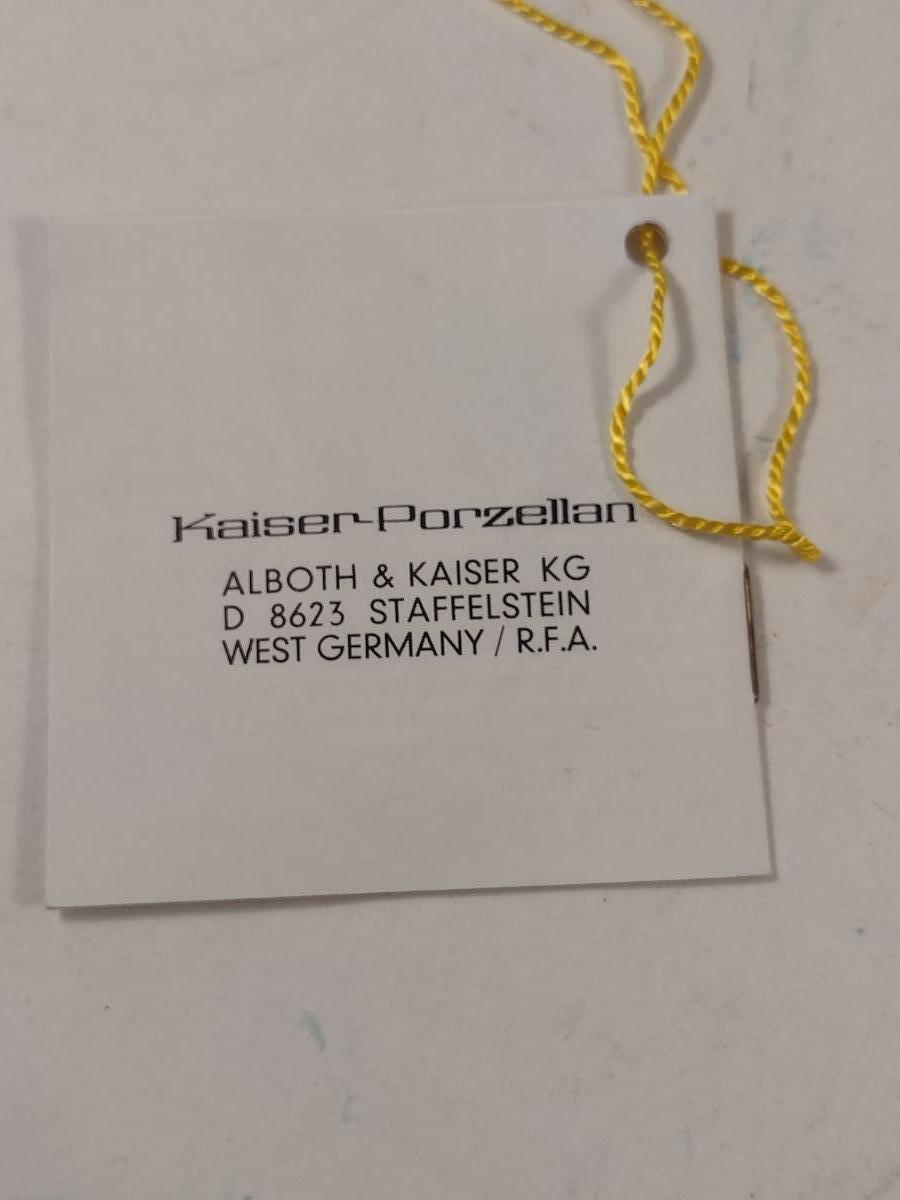 Kaiser-Porzellan
ALBOTH & KAISER KG
D 8623 STAFFELSTEIN
WEST GERMANY / R.F.A.